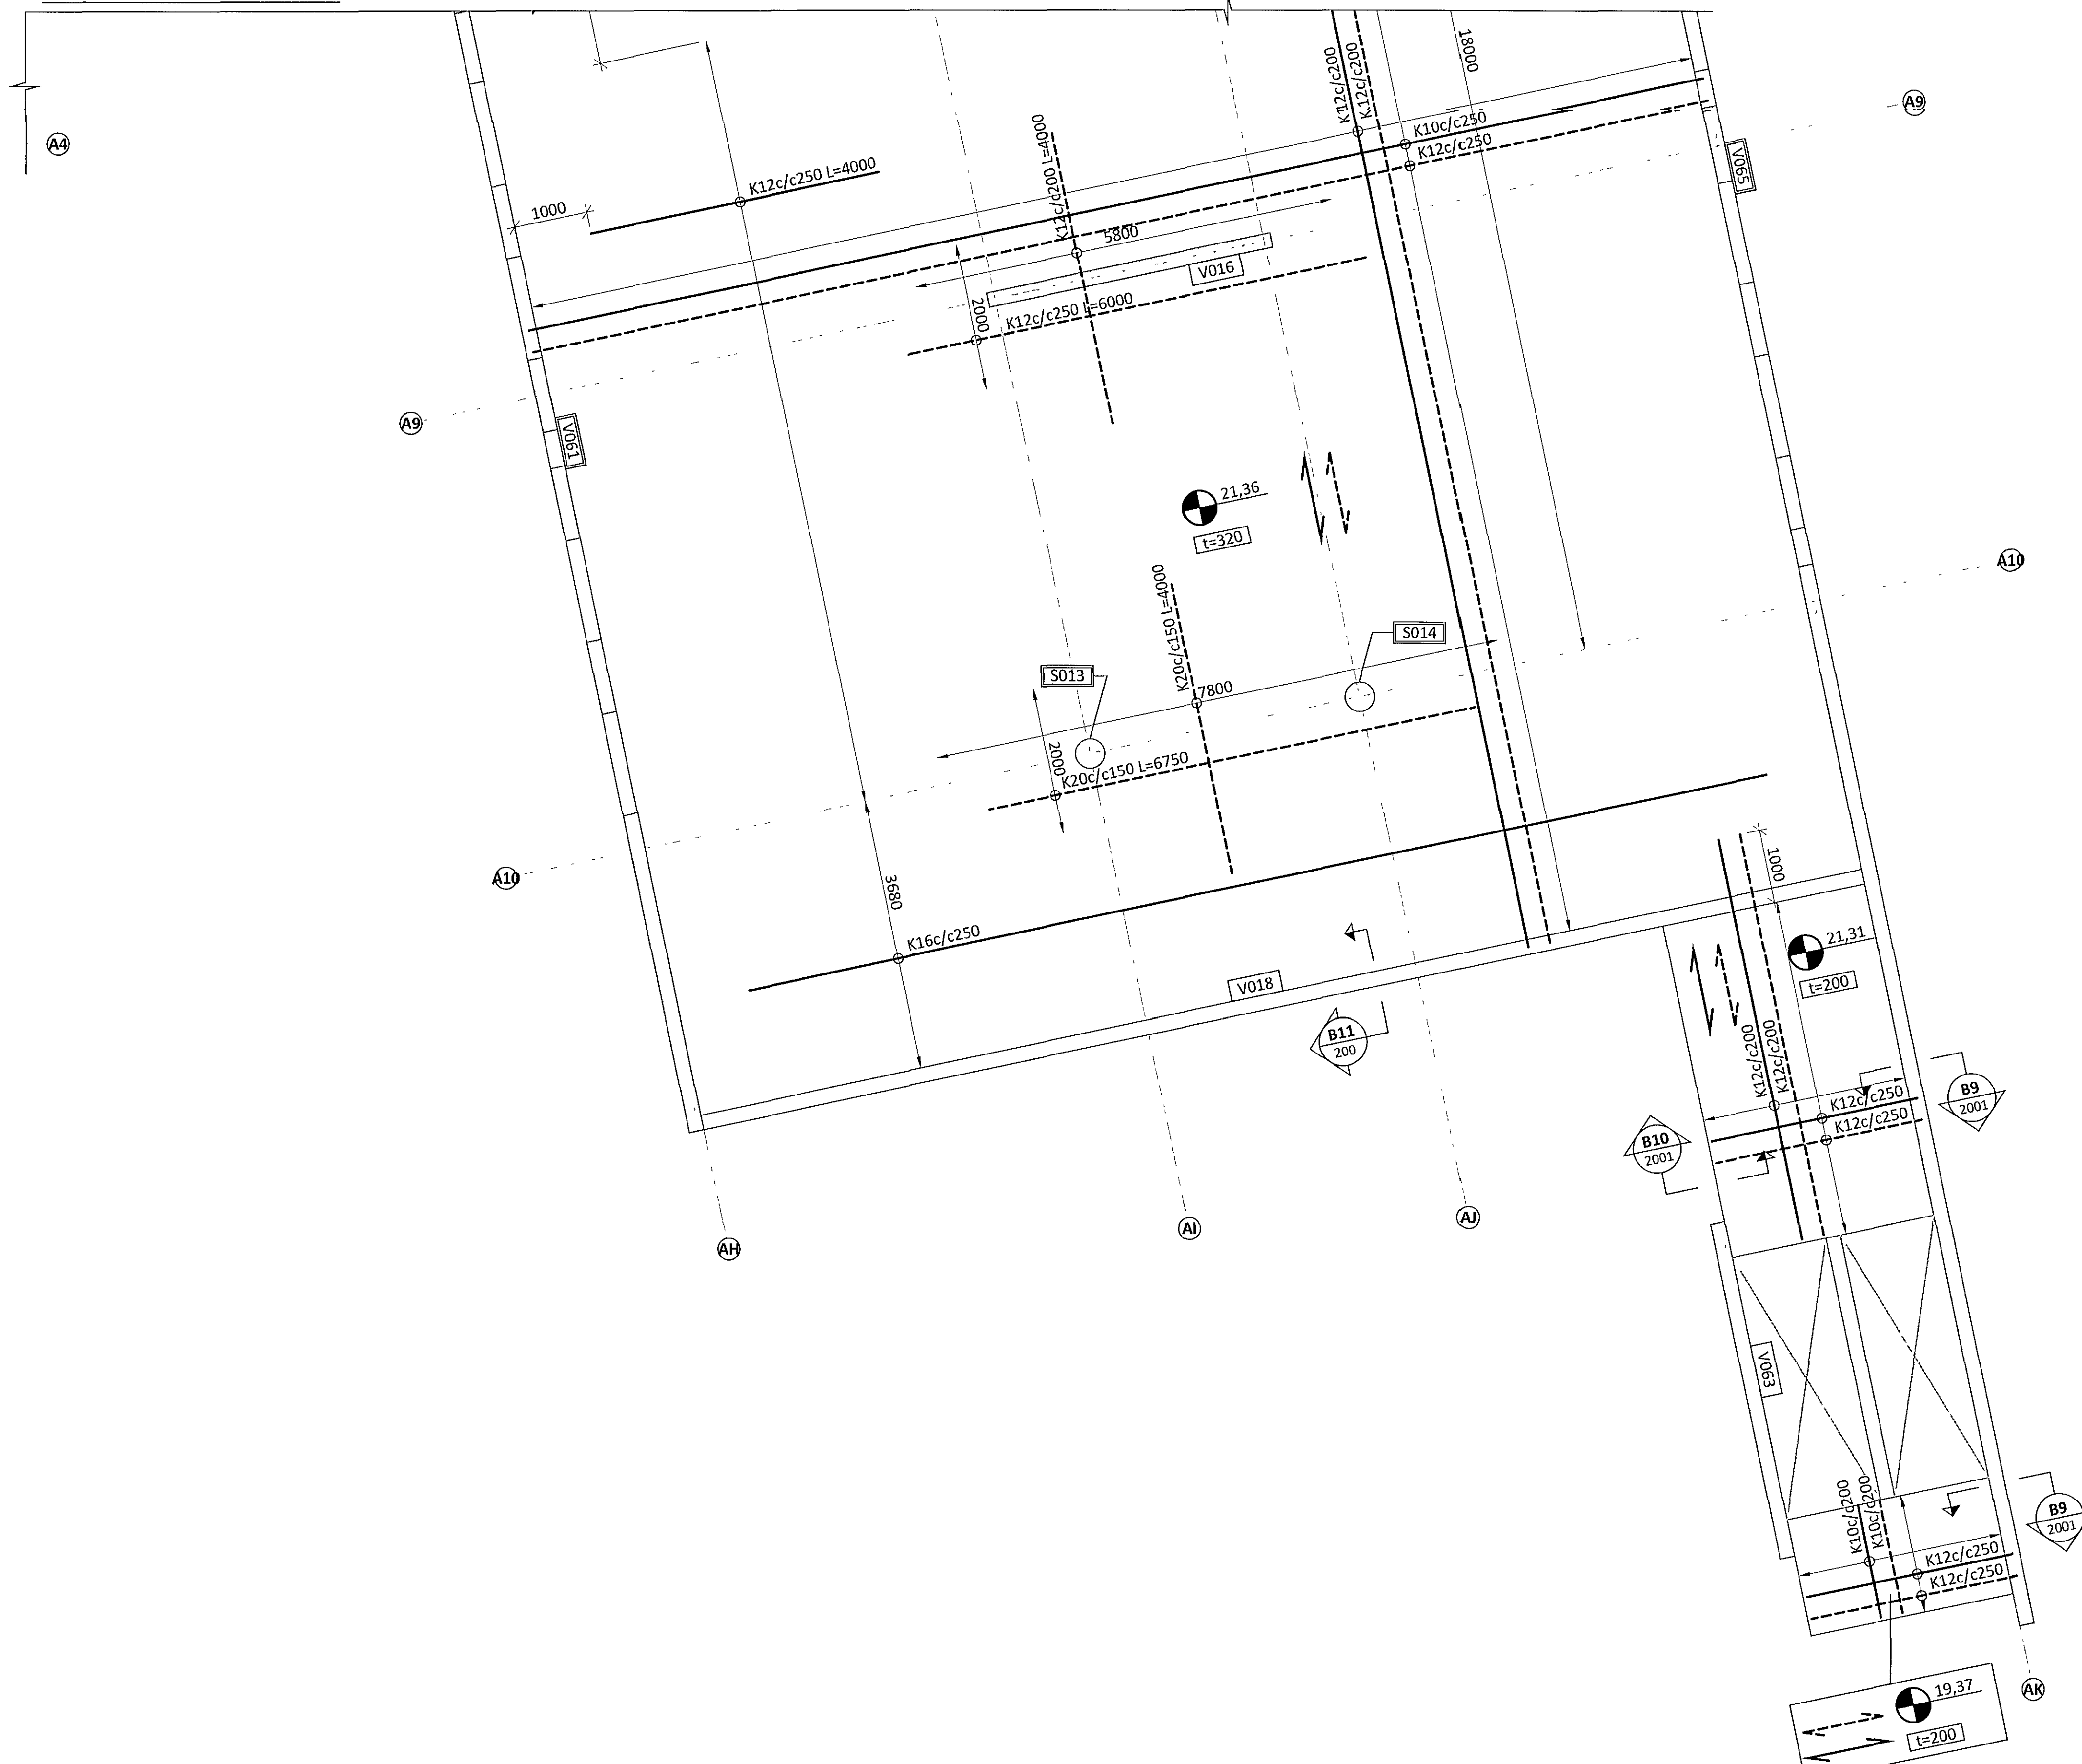 18000
K12c/c200
K12c/c200
A9
K10c/c250
K12c/c250
A4
V065
K12c/c250 L=4000
K12c/c200 L=4000
1000
5800
V016
2000
K12c/c250 L=6000
A9
V061
21,36
t=320
A10
K20c/c150 L=4000
S014
S013
7800
2000
K20c/c150 L=6750
A10
3680
1000
K16c/c250
21,31
t=200
V018
B11
200
K12c/c200
K12c/c200
K12c/c250
K12c/c250
B9
2001
B10
2001
AH
AI
AJ
V063
K10c/c200
K10c/c200
B9
2001
K12c/c250
K12c/c250
AK
19,37
t=200